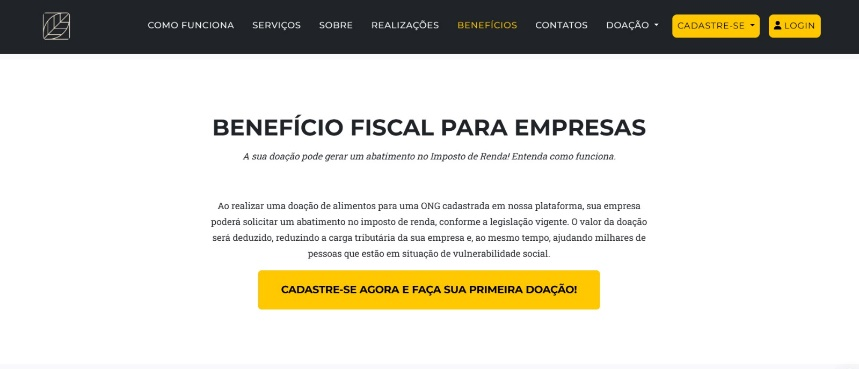 COMO FUNCIONA SERVIÇOS SOBRE REALIZAÇÕES BENEFÍCIOS CONTATOS DOAÇÃO CADASTRE-SE LOGIN
BENEFÍCIO FISCAL PARA EMPRESAS
A sua doação pode gerar um abatimento no Imposto de Renda! Entenda como funciona.
Ao realizar uma doação de alimentos para uma ONG cadastrada em nossa plataforma, sua empresa
poderá solicitar um abatimento no imposto de renda, conforme a legislação vigente. O valor da doação
será deduzido, reduzindo a carga tributária da sua empresa e, ao mesmo tempo, ajudando milhares de
pessoas que estão em situação de vulnerabilidade social.
CADASTRE-SE AGORA E FAÇA SUA PRIMEIRA DOAÇÃO!